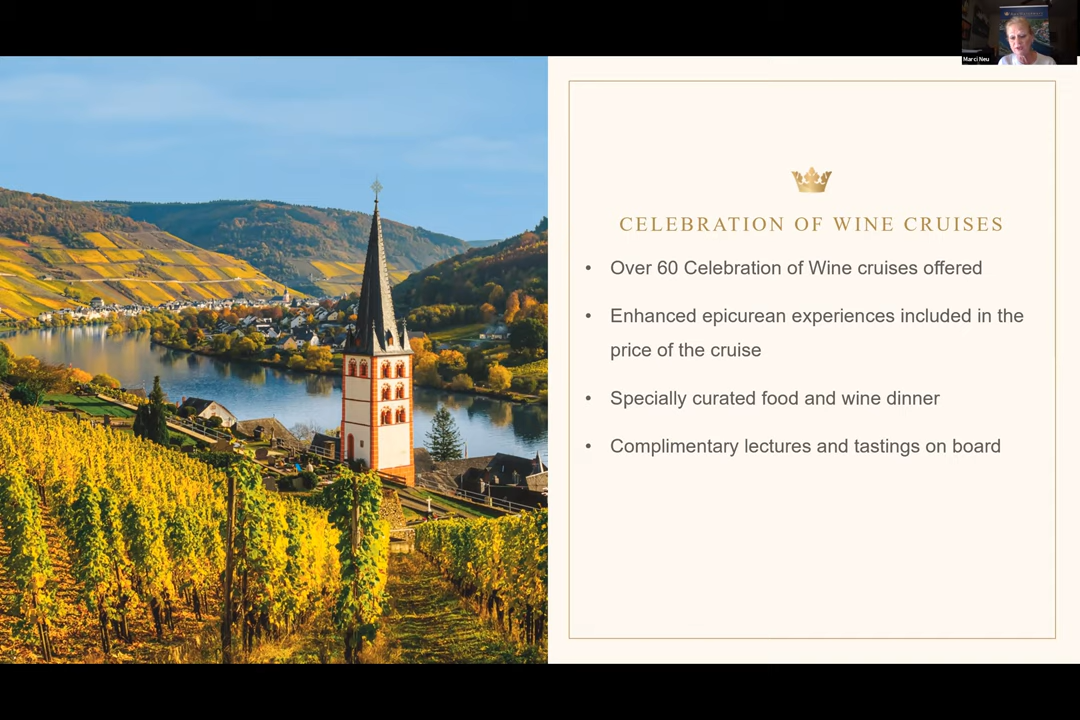 Marci Neu
CELEBRATION OF WINE CRUISES
• Over 60 Celebration of Wine cruises offered
• Enhanced epicurean experiences included in the
price of the cruise
• Specially curated food and wine dinner
• Complimentary lectures and tastings on board